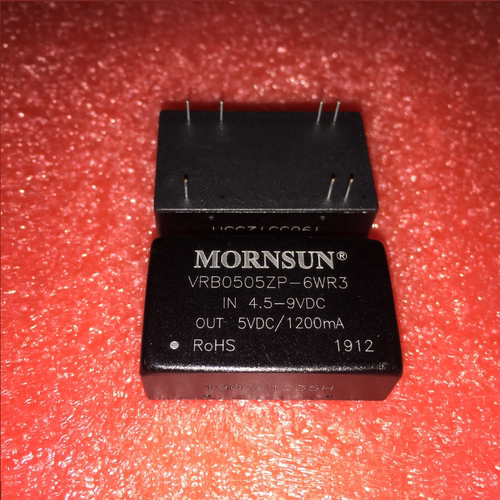 MORNSUN®
VRB0505ZP-6WR3
IN 4.5-9VDC
OUT 5VDC/1200mA
RoHS 1912